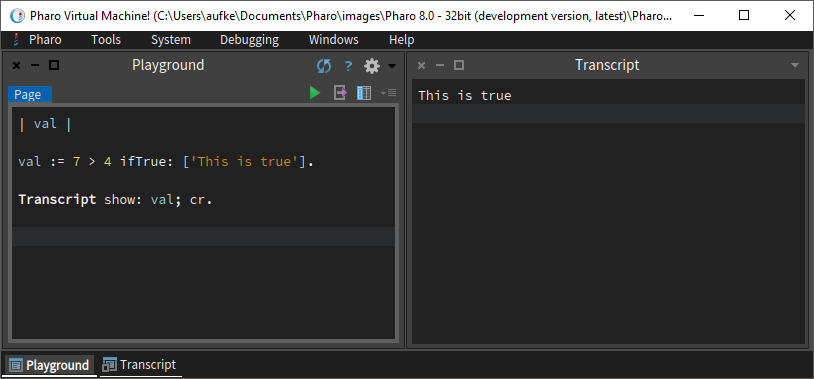 Pharo Virtual Machine! (C:\Users\aufke\Documents\Pharo\images\Pharo 8.0 - 32bit (development version, latest)\Pharo...
Pharo Tools System Debugging Windows Help
Playground ?
Page
| val |
val := 7 > 4 ifTrue: ['This is true'].
Transcript show: val; cr.
Transcript
This is true
Playground Transcript